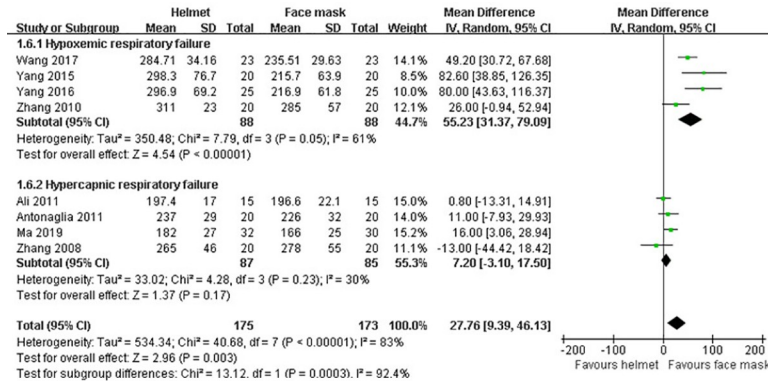 Helmet Face mask Mean Difference Mean Difference
Study or Subgroup Mean SD Total Mean SD Total Weight IV, Random, 95% CI IV, Random, 95% CI
1.6.1 Hypoxemic respiratory failure
Wang 2017 284.71 34.16 23 235.51 29.63 23 14.1% 49.20 [30.72, 67.68]
Yang 2015 298.3 76.7 20 215.7 63.9 20 8.5% 82.60 [38.85, 126.35]
Yang 2016 296.9 69.2 25 216.9 61.8 25 10.1% 80.00 [43.63, 116.37]
Zhang 2010 311 23 20 285 57 20 12.1% 26.00 [-0.94, 52.94]
Subtotal (95% CI) 88 88 44.7% 55.23 [31.37, 79.09]
Heterogeneity: Tau² = 350.48; Chi² = 7.79, df = 3 (P = 0.05); I² = 61%
Test for overall effect: Z = 4.54 (P < 0.00001)
1.6.2 Hypercapnic respiratory failure
Ali 2011 197.4 17 15 196.6 22.1 15 15.0% 0.80 [-13.31, 14.91]
Antonaglia 2011 237 29 20 226 32 20 14.0% 11.00 [-7.93, 29.93]
Ma 2019 182 27 32 166 25 30 15.2% 16.00 [3.06, 28.94]
Zhang 2008 265 46 20 278 55 20 11.1% -13.00 [-44.42, 18.42]
Subtotal (95% CI) 87 85 55.3% 7.20 [-3.10, 17.50]
Heterogeneity: Tau² = 33.02; Chi² = 4.28, df = 3 (P = 0.23); I² = 30%
Test for overall effect: Z = 1.37 (P = 0.17)
Total (95% CI) 175 173 100.0% 27.76 [9.39, 46.13]
Heterogeneity: Tau² = 534.34; Chi² = 40.68, df = 7 (P < 0.00001); I² = 83%
Test for overall effect: Z = 2.96 (P = 0.003)
Test for subgroup differences: Chi² = 13.12, df = 1 (P = 0.0003), I² = 92.4%
-200 -100 0 100 200
Favours helmet Favours face mask